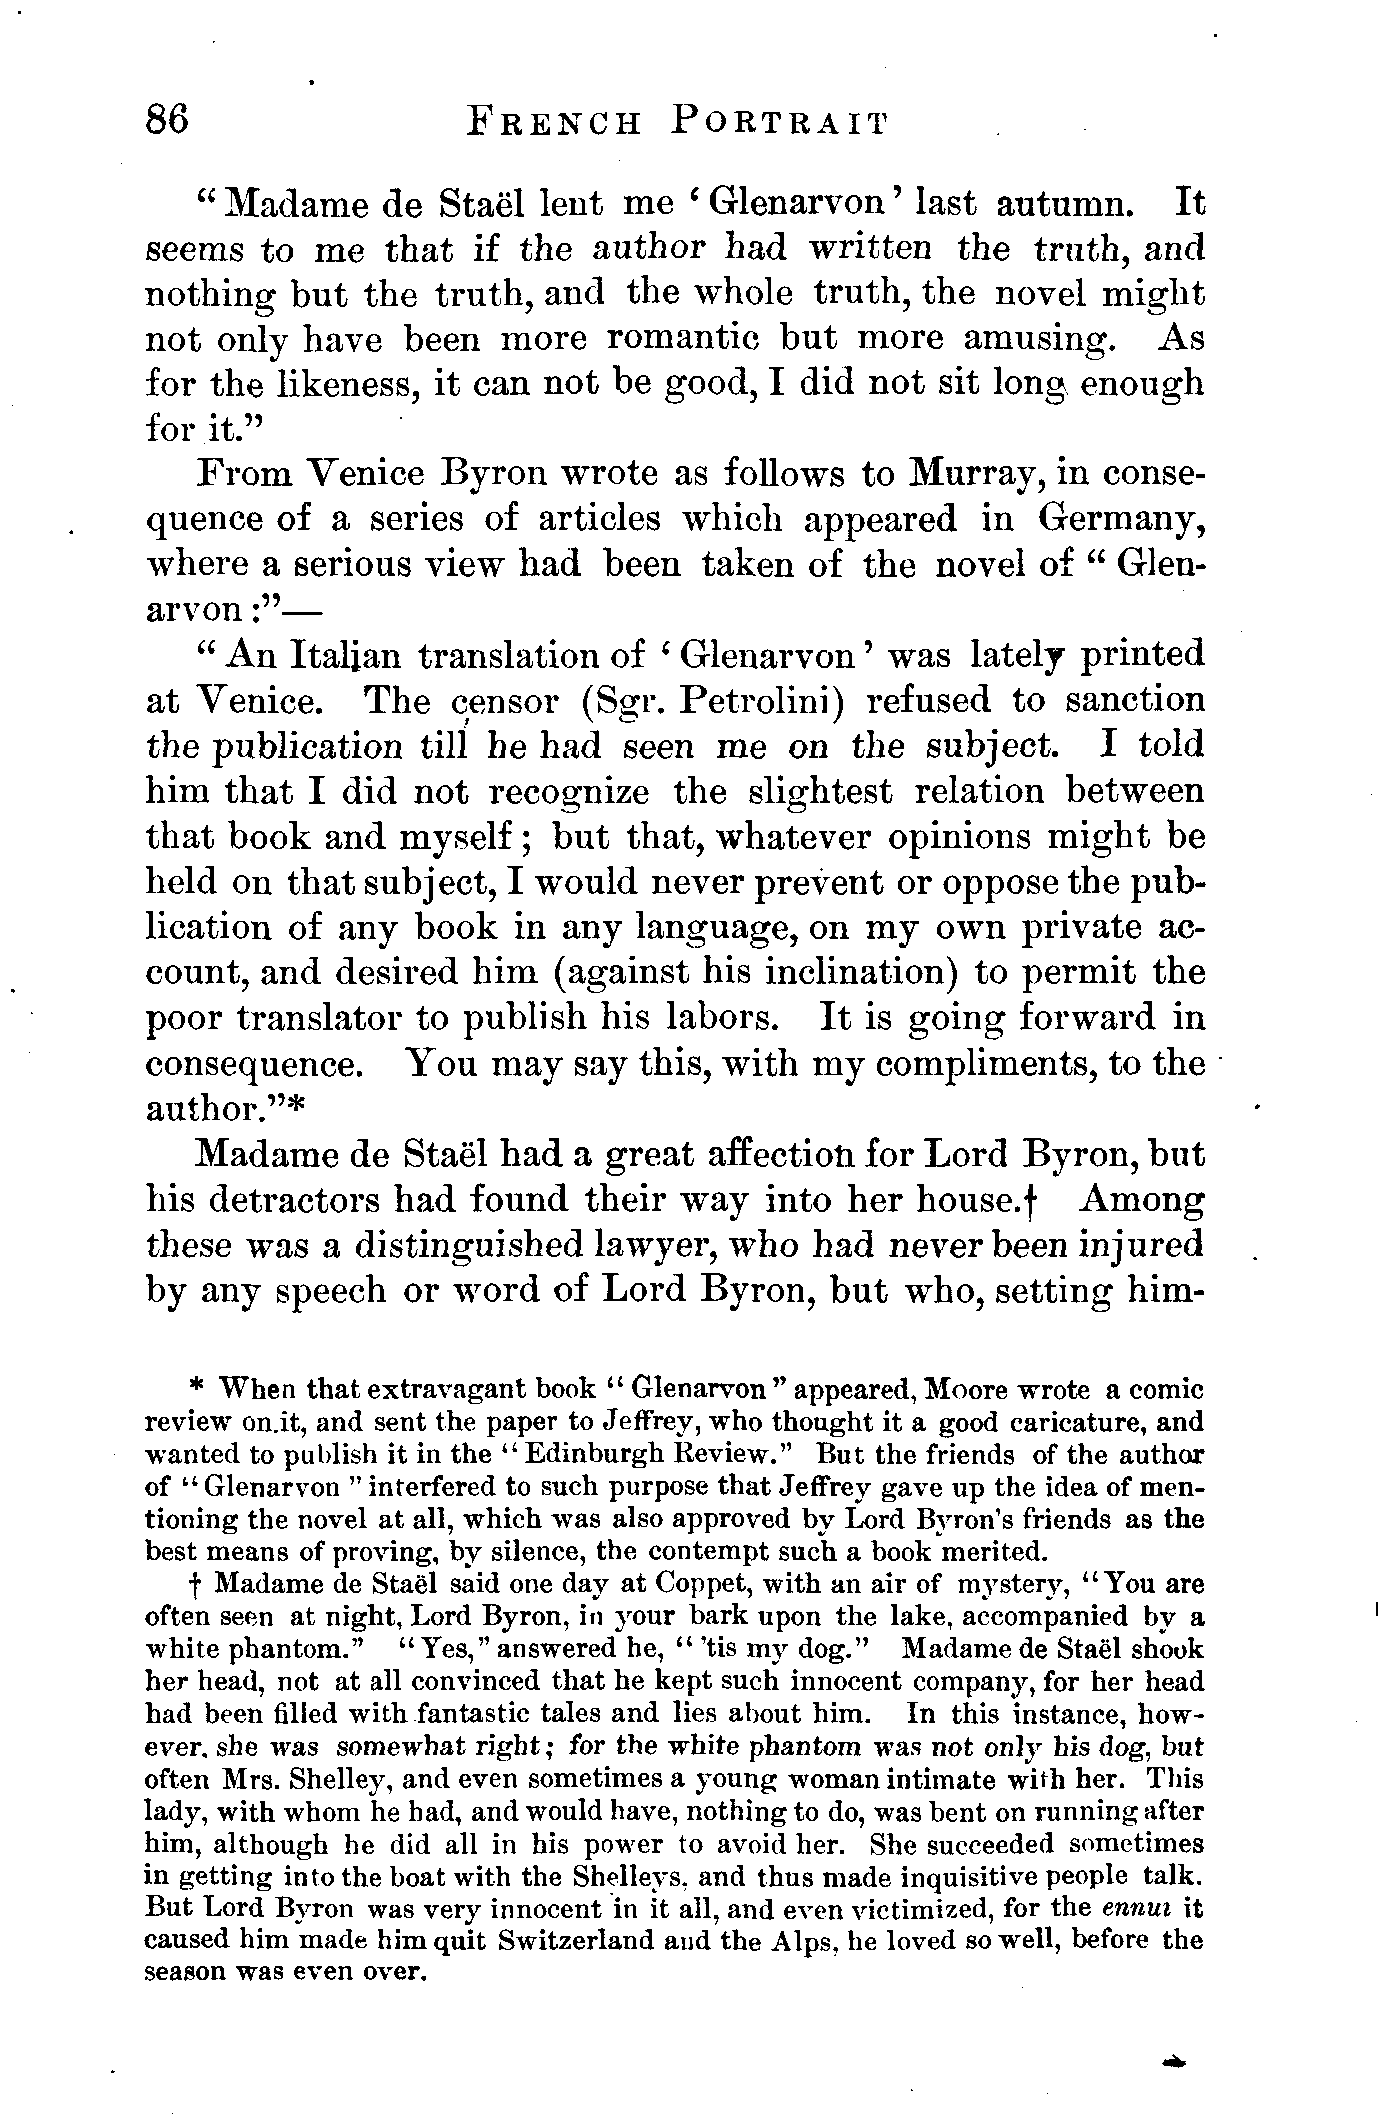 86 FRENCH PORTRAIT
“Madame de Staël lent me ‘Glenarvon’ last autumn. It
seems to me that if the author had written the truth, and
nothing but the truth, and the whole truth, the novel might
not only have been more romantic but more amusing. As
for the likeness, it can not be good, I did not sit long enough
for it.”
From Venice Byron wrote as follows to Murray, in conse-
quence of a series of articles which appeared in Germany,
where a serious view had been taken of the novel of “Glen-
arvon:”—
“An Italian translation of ‘Glenarvon’ was lately printed
at Venice. The censor (Sgr. Petrolini) refused to sanction
the publication till he had seen me on the subject. I told
him that I did not recognize the slightest relation between
that book and myself; but that, whatever opinions might be
held on that subject, I would never prevent or oppose the pub-
lication of any book in any language, on my own private ac-
count, and desired him (against his inclination) to permit the
poor translator to publish his labors. It is going forward in
consequence. You may say this, with my compliments, to the
author.”*
Madame de Staël had a great affection for Lord Byron, but
his detractors had found their way into her house.† Among
these was a distinguished lawyer, who had never been injured
by any speech or word of Lord Byron, but who, setting him-
* When that extravagant book “Glenarvon” appeared, Moore wrote a comic
review on it, and sent the paper to Jeffrey, who thought it a good caricature, and
wanted to publish it in the “Edinburgh Review.” But the friends of the author
of “Glenarvon” interfered to such purpose that Jeffrey gave up the idea of men-
tioning the novel at all, which was also approved by Lord Byron's friends as the
best means of proving, by silence, the contempt such a book merited.
† Madame de Staël said one day at Coppet, with an air of mystery, “You are
often seen at night, Lord Byron, in your bark upon the lake, accompanied by a
white phantom.” “Yes,” answered he, “’tis my dog.” Madame de Staël shook
her head, not at all convinced that he kept such innocent company, for her head
had been filled with fantastic tales and lies about him. In this instance, how-
ever, she was somewhat right; for the white phantom was not only his dog, but
often Mrs. Shelley, and even sometimes a young woman intimate with her. This
lady, with whom he had, and would have, nothing to do, was bent on running after
him, although he did all in his power to avoid her. She succeeded sometimes
in getting into the boat with the Shelleys, and thus made inquisitive people talk.
But Lord Byron was very innocent in it all, and even victimized, for the ennui it
caused him made him quit Switzerland and the Alps, he loved so well, before the
season was even over.